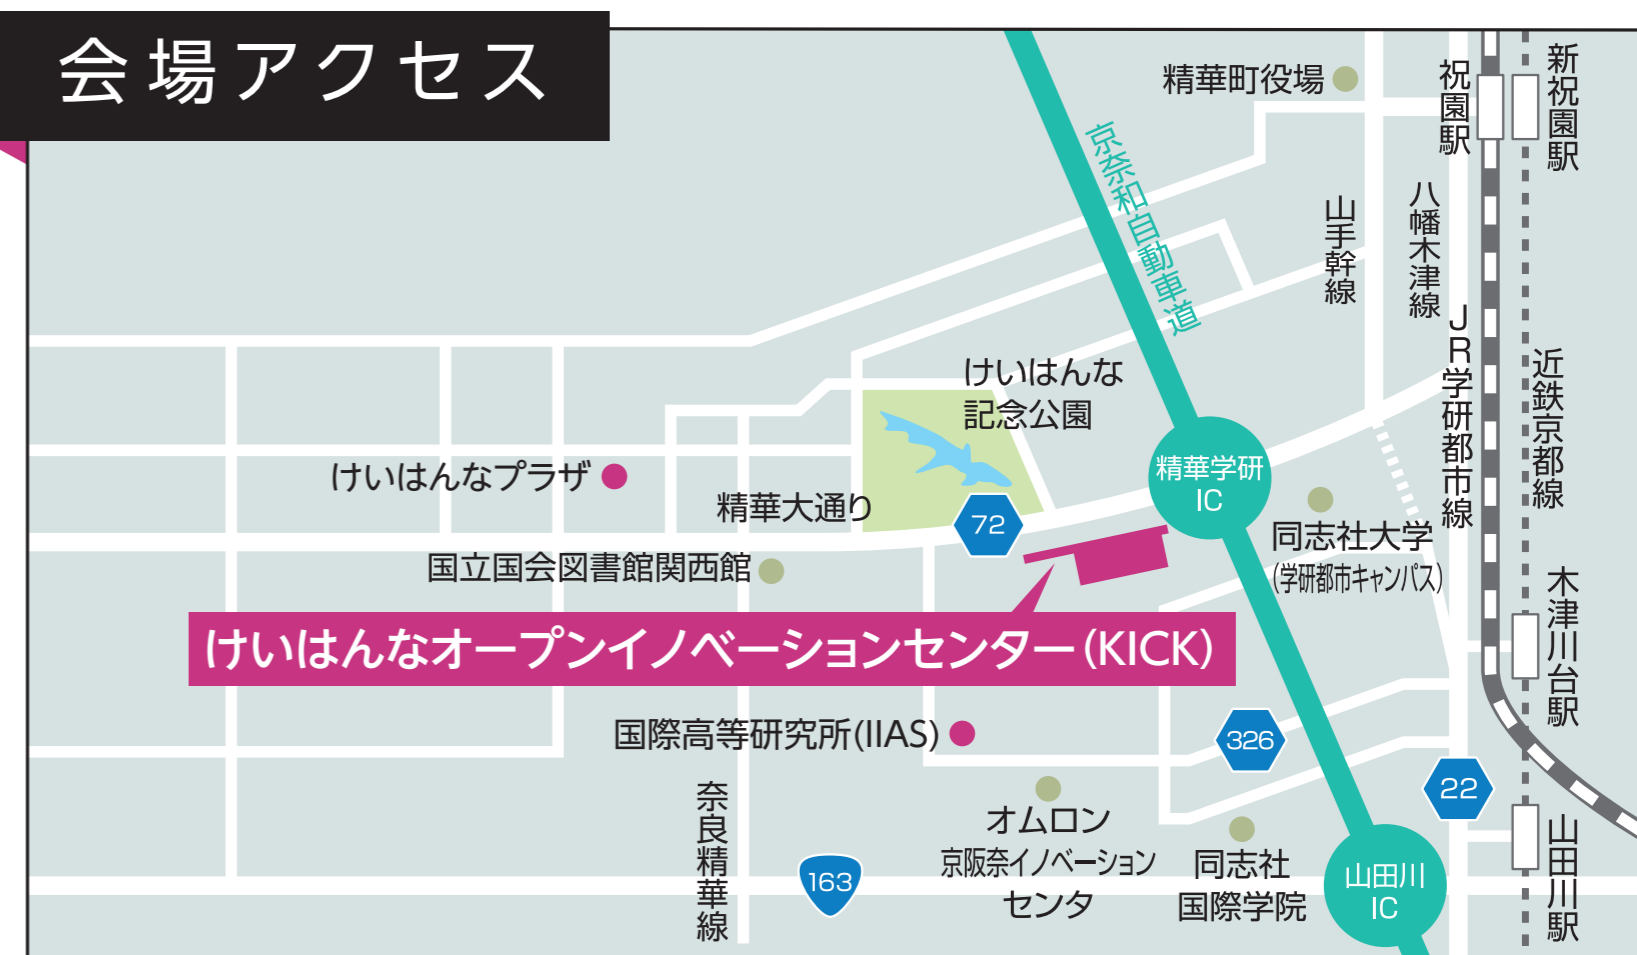 会場アクセス
精華町役場
祝園駅
新祝園駅
京奈和自動車道
山手幹線
八幡木津線
JR学研都市線
近鉄京都線
けいはんな
記念公園
精華学研
IC
けいはんなプラザ
精華大通り
72
同志社大学
(学研都市キャンパス)
国立国会図書館関西館
木津川台駅
けいはんなオープンイノベーションセンター(KICK)
国際高等研究所(IIAS)
326
22
奈良精華線
オムロン
京阪奈イノベーション
センタ
同志社
国際学院
163
山田川
IC
山田川駅